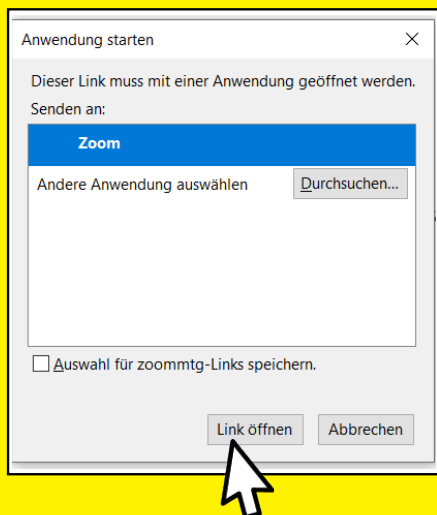 Anwendung starten
Dieser Link muss mit einer Anwendung geöffnet werden.
Senden an:
Zoom
Andere Anwendung auswählen Durchsuchen...
Auswahl für zoommtg-Links speichern.
Link öffnen Abbrechen